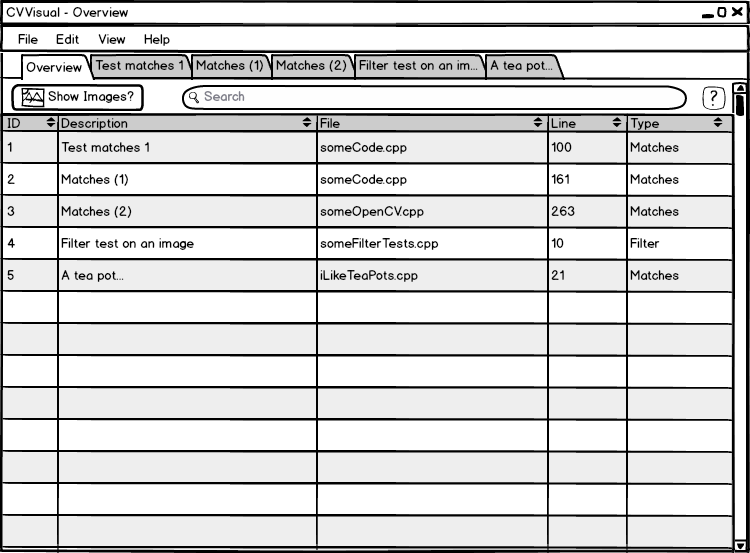 CVVisual - Overview
File Edit View Help
Overview Test matches 1 Matches (1) Matches (2) Filter test on an im... A tea pot...
Show Images? Search ?
ID Description File Line Type
1 Test matches 1 someCode.cpp 100 Matches
2 Matches (1) someCode.cpp 161 Matches
3 Matches (2) someOpenCV.cpp 263 Matches
4 Filter test on an image someFilterTests.cpp 10 Filter
5 A tea pot... iLikeTeaPots.cpp 21 Matches